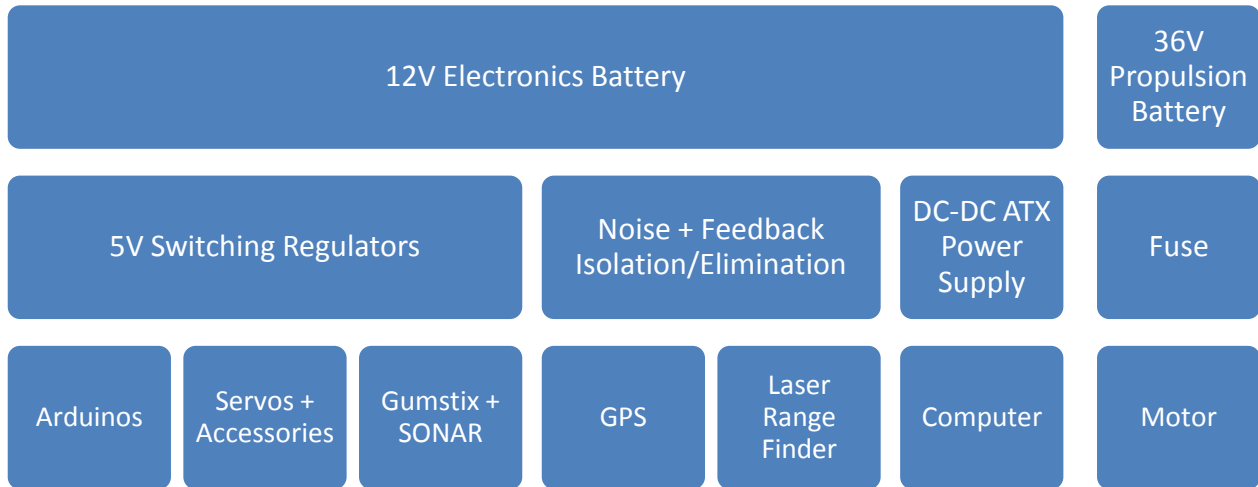 12V Electronics Battery
36V
Propulsion
Battery
5V Switching Regulators
Noise + Feedback
Isolation/Elimination
DC-DC ATX
Power
Supply
Fuse
Arduinos
Servos +
Accessories
Gumstix +
SONAR
GPS
Laser
Range
Finder
Computer
Motor